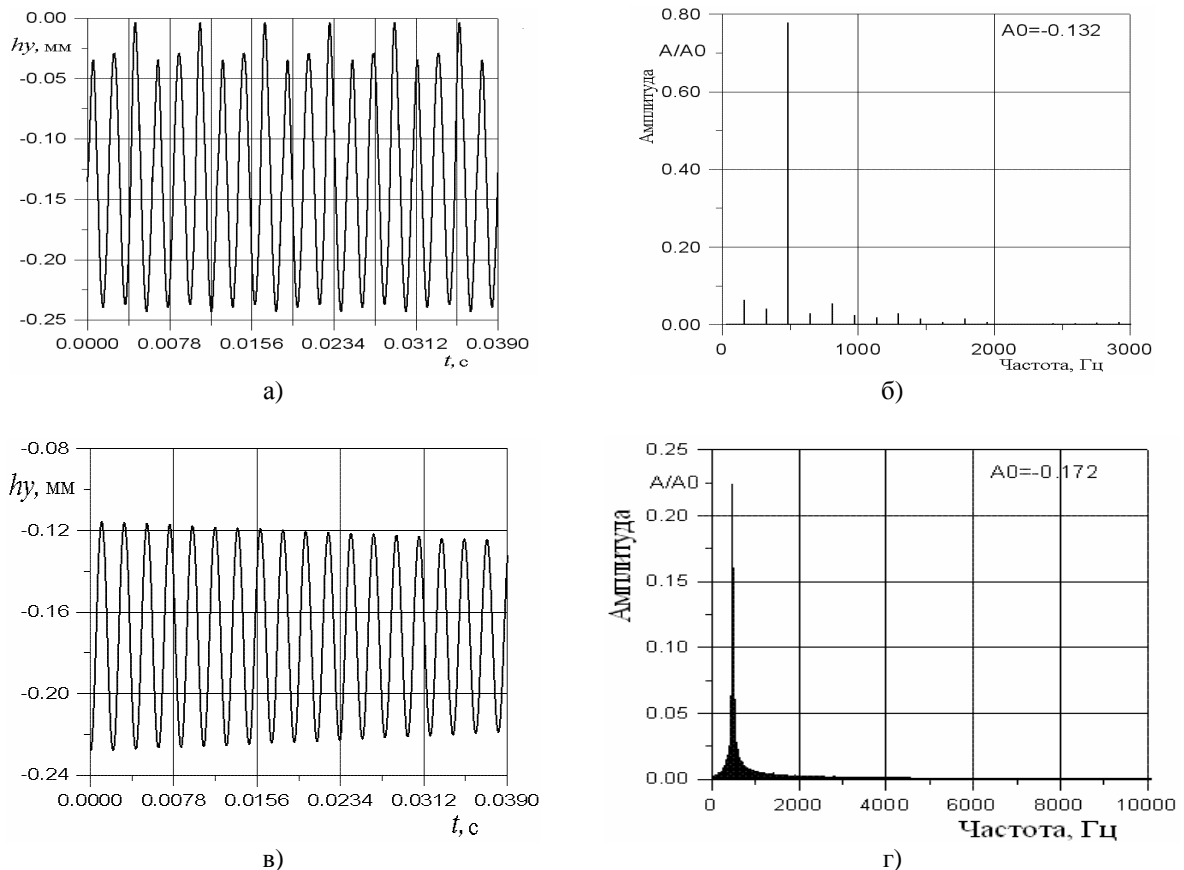 0.00
hy, мм
-0.05
-0.10
-0.15
-0.20
-0.25
0.0000 0.0078 0.0156 0.0234 0.0312 0.0390
t, с
а)
0.80
A/A0
A0=-0.132
0.60
0.40
0.20
0.00
Амплитуда
0 1000 2000 3000
Частота, Гц
б)
-0.08
hy, мм
-0.12
-0.16
-0.20
-0.24
0.0000 0.0078 0.0156 0.0234 0.0312 0.0390
t, с
в)
0.25
A/A0
A0=-0.172
0.20
0.15
0.10
0.05
0.00
Амплитуда
0 2000 4000 6000 8000 10000
Частота, Гц
г)